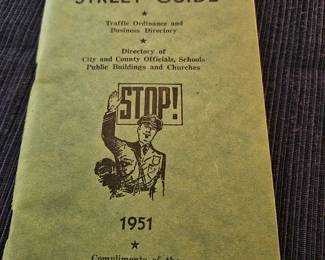 STREET GUIDE
★
Traffic Ordinance and
Business Directory
★
Directory of
City and County Officials, Schools
Public Buildings and Churches
STOP!
1951
★
Compliments of the